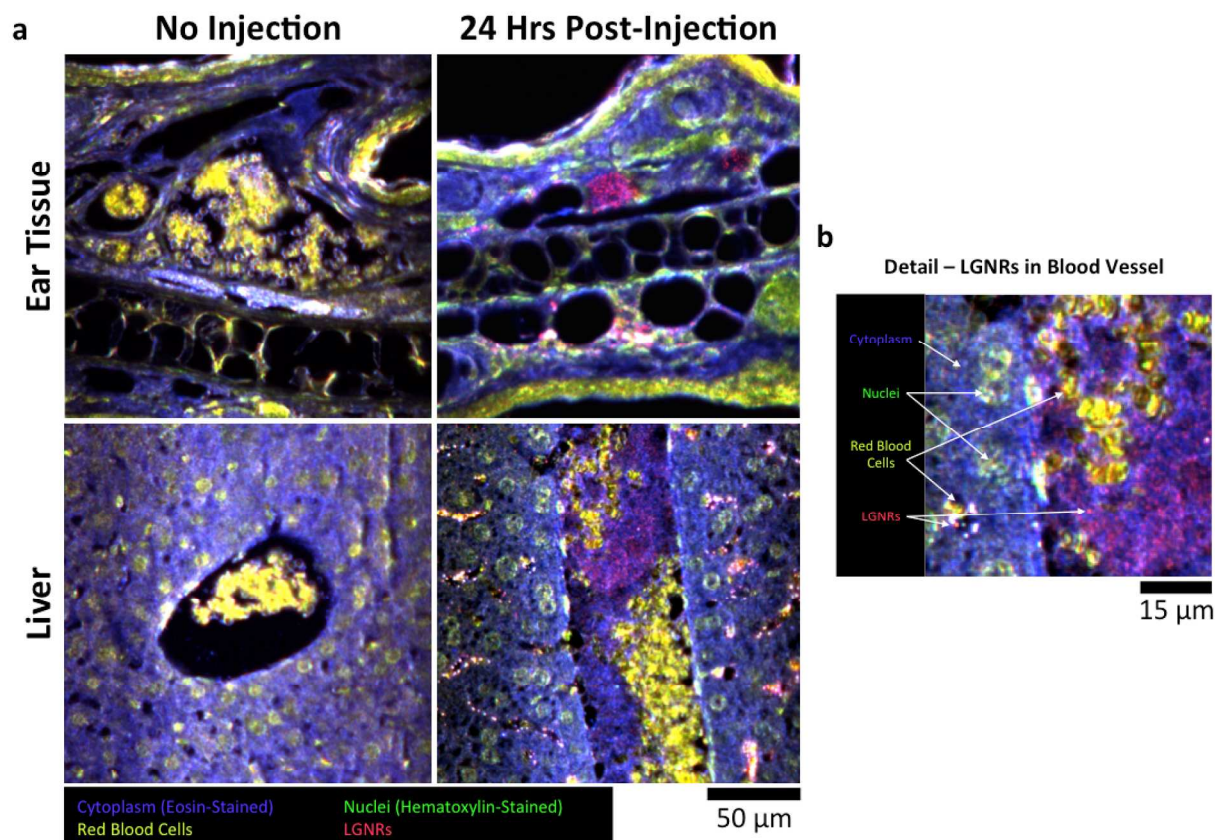 a
No Injection
24 Hrs Post-Injection
Ear Tissue
Liver
Cytoplasm (Eosin-Stained)
Nuclei (Hematoxylin-Stained)
Red Blood Cells
LGNRs
50 μm
b
Detail – LGNRs in Blood Vessel
Cytoplasm
Nuclei
Red Blood
Cells
LGNRs
15 μm